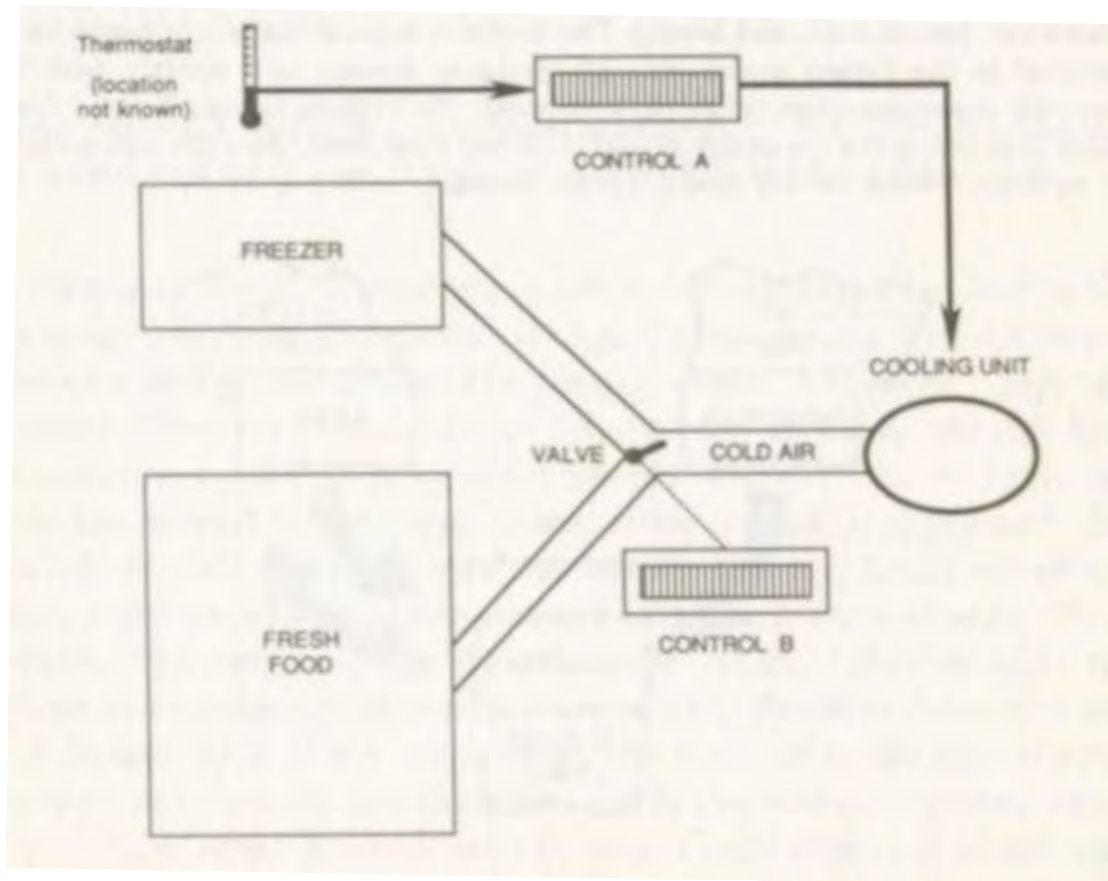 Thermostat
(location
not known)
CONTROL A
FREEZER
COOLING UNIT
VALVE
COLD AIR
CONTROL B
FRESH
FOOD